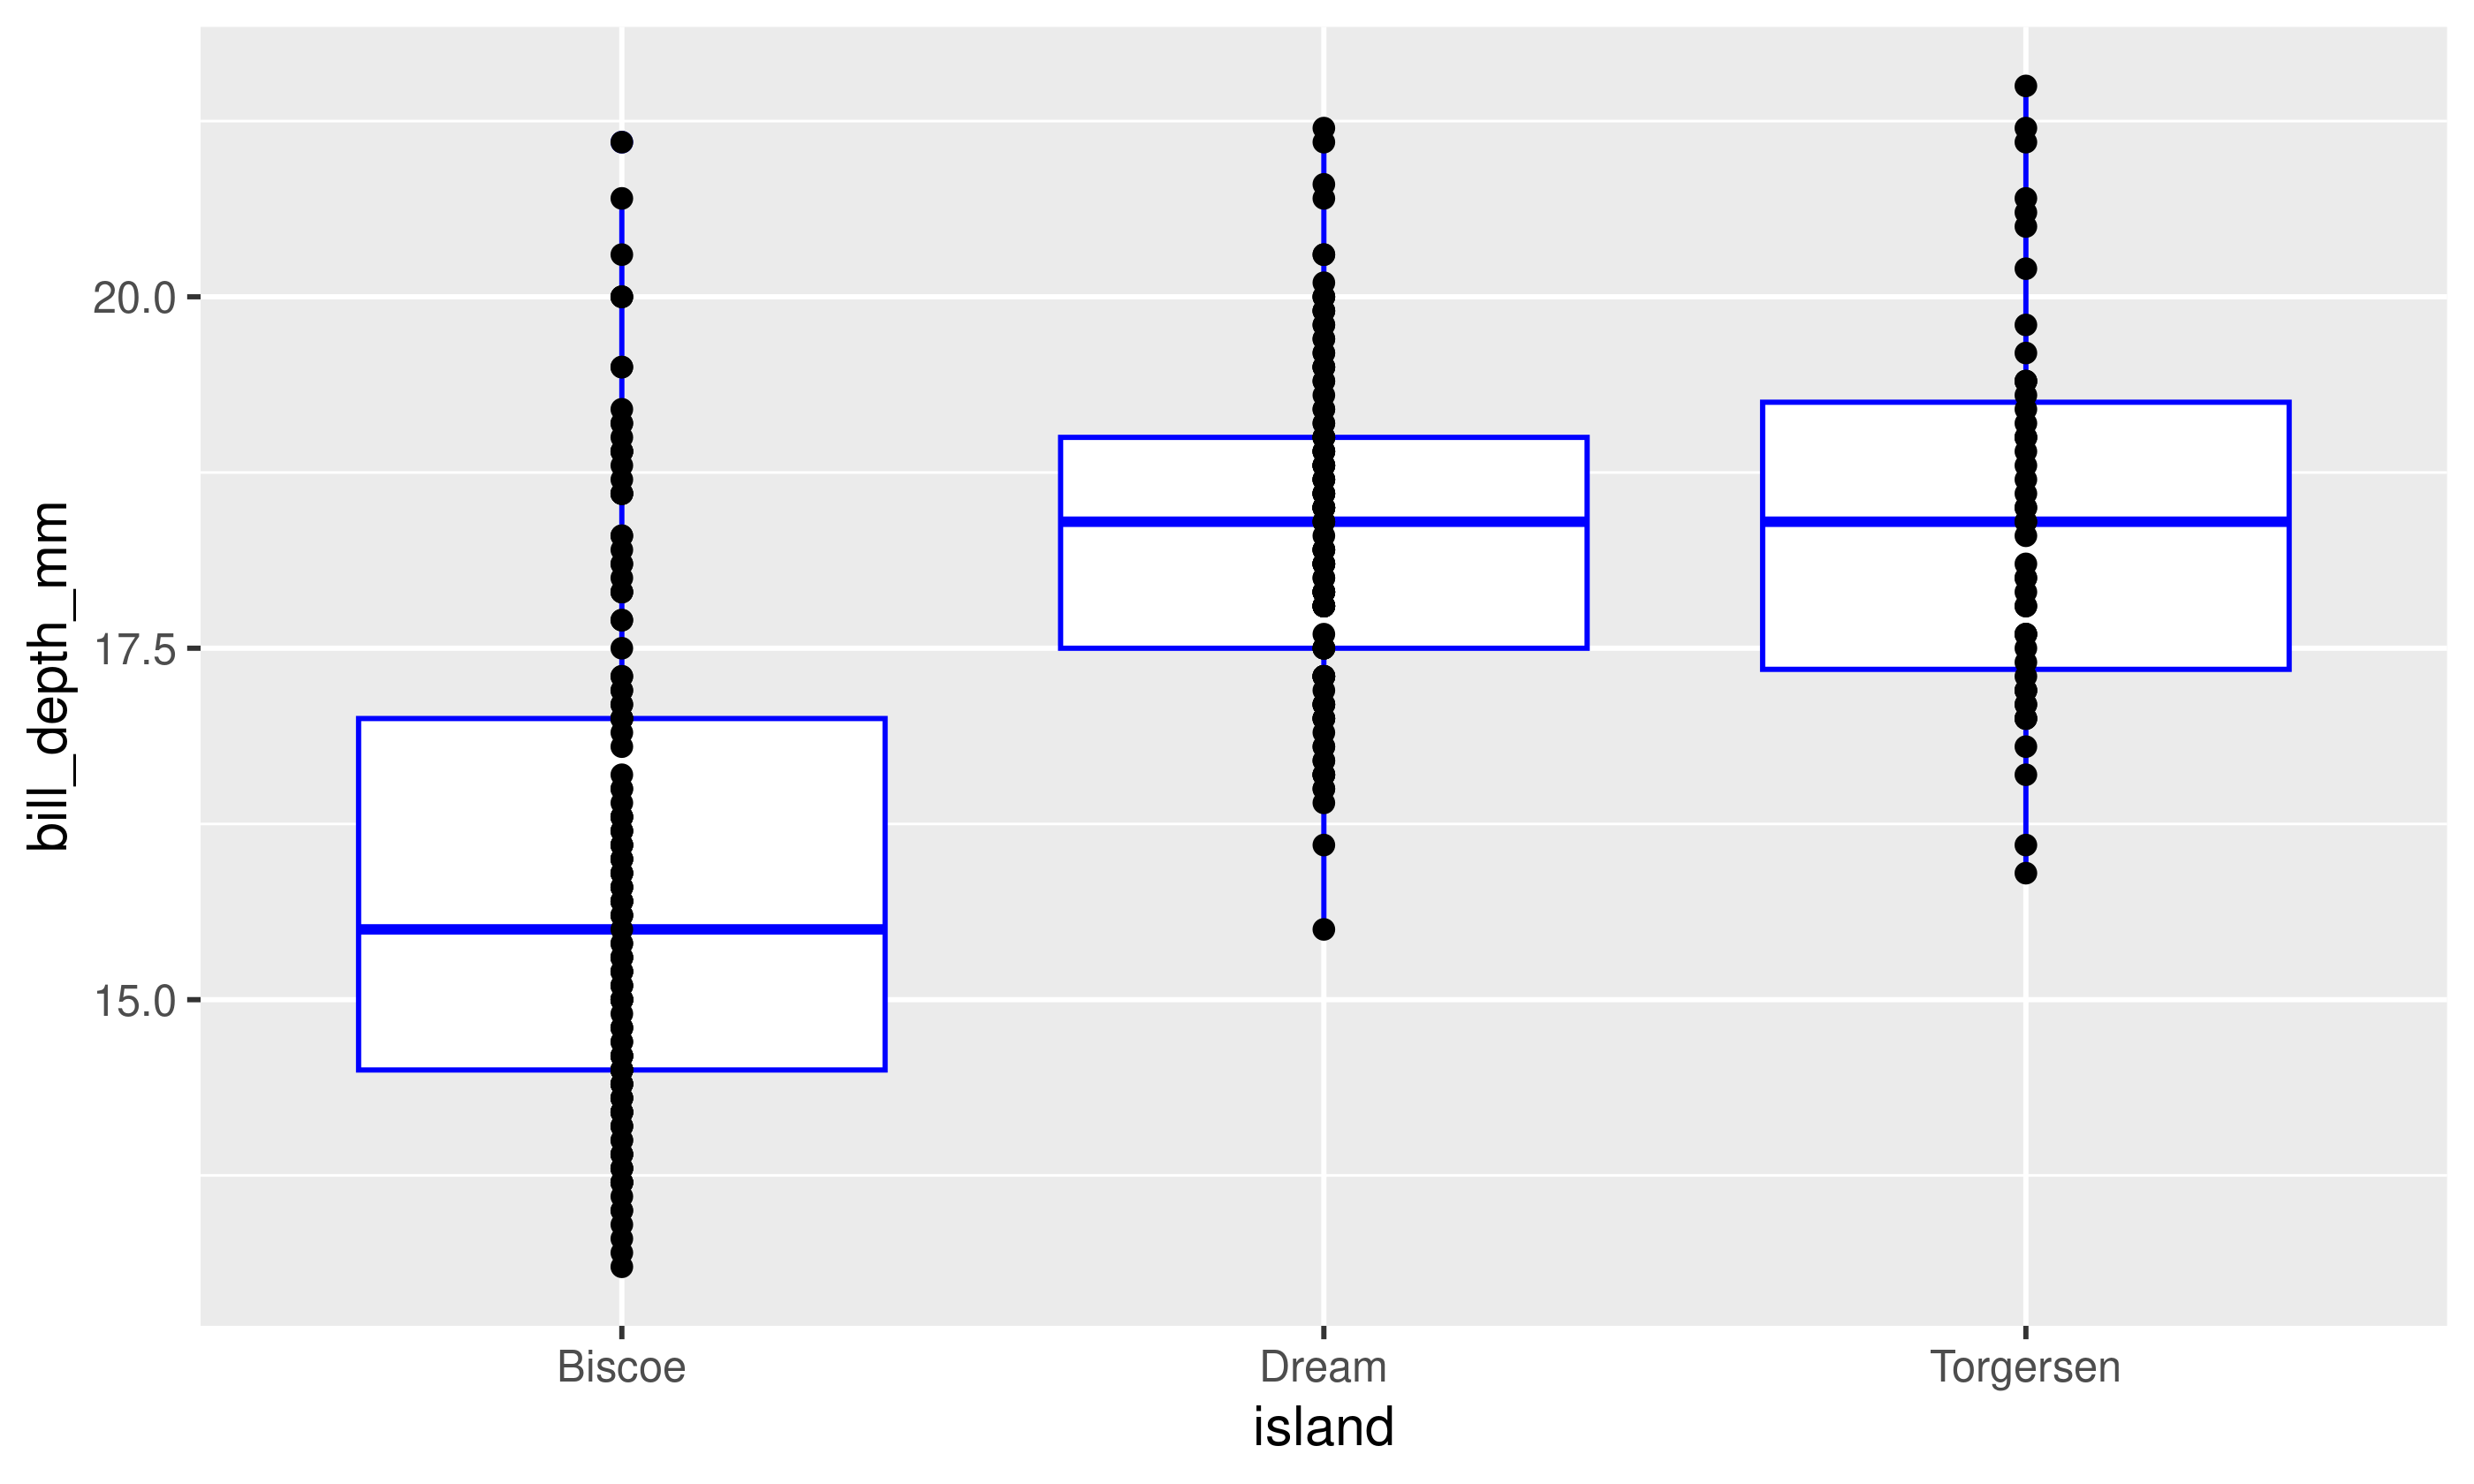 bill_depth_mm
20.0
17.5
15.0
Biscoe Dream Torgersen
island